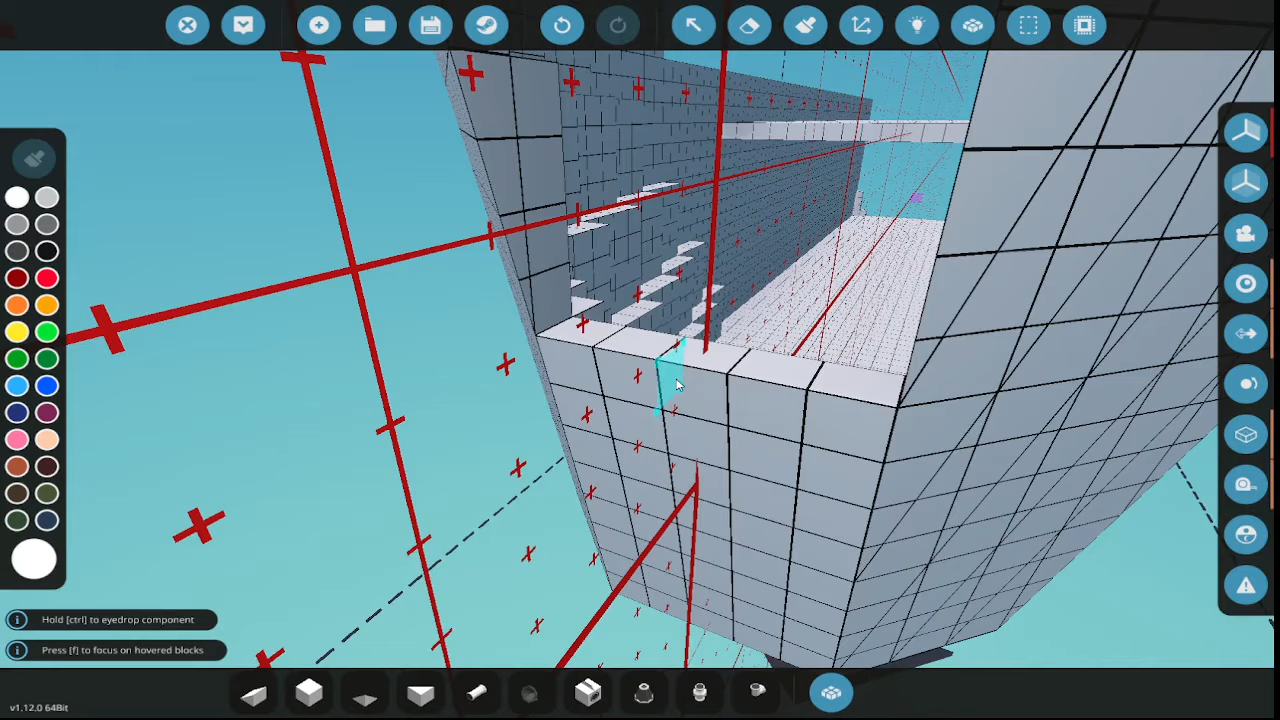 Hold [ctrl] to eyedrop component
Press [f] to focus on hovered blocks
v1.12.0 64Bit